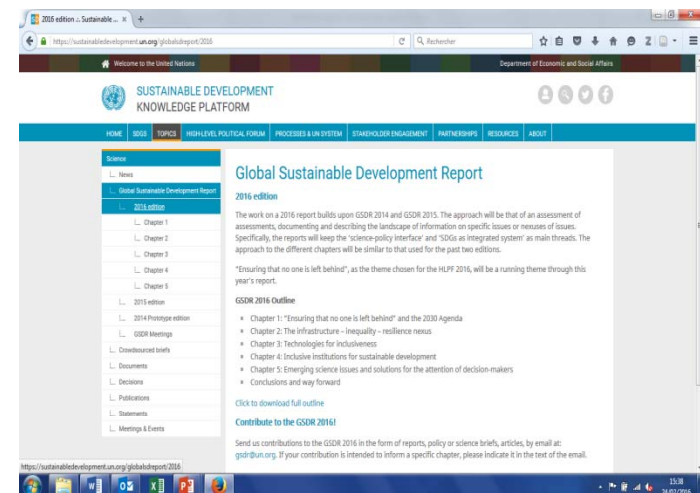 2016 edition .:. Sustainable ...
https://sustainabledevelopment.un.org/globalsdreport/2016
Rechercher
Welcome to the United Nations
Department of Economic and Social Affairs
SUSTAINABLE DEVELOPMENT
KNOWLEDGE PLATFORM
HOME SDGS TOPICS HIGH-LEVEL POLITICAL FORUM PROCESSES & UN SYSTEM STAKEHOLDER ENGAGEMENT PARTNERSHIPS RESOURCES ABOUT
Science
News
Global Sustainable Development Report
2016 edition
Chapter 1
Chapter 2
Chapter 3
Chapter 4
Chapter 5
2015 edition
2014 Prototype edition
GSDR Meetings
Crowdsourced briefs
Documents
Decisions
Publications
Statements
Meetings & Events
Global Sustainable Development Report
2016 edition
The work on a 2016 report builds upon GSDR 2014 and GSDR 2015. The approach will be that of an assessment of
assessments, documenting and describing the landscape of information on specific issues or nexuses of issues.
Specifically, the reports will keep the 'science-policy interface' and 'SDGs as integrated system' as main threads. The
approach to the different chapters will be similar to that used for the past two editions.
"Ensuring that no one is left behind", as the theme chosen for the HLPF 2016, will be a running theme through this
year's report.
GSDR 2016 Outline
Chapter 1: "Ensuring that no one is left behind" and the 2030 Agenda
Chapter 2: The infrastructure – inequality – resilience nexus
Chapter 3: Technologies for inclusiveness
Chapter 4: Inclusive institutions for sustainable development
Chapter 5: Emerging science issues and solutions for the attention of decision-makers
Conclusions and way forward
Click to download full outline
Contribute to the GSDR 2016!
Send us contributions to the GSDR 2016 in the form of reports, policy or science briefs, articles, by email at:
gsdr@un.org. If your contribution is intended to inform a specific chapter, please indicate it in the text of the email.
https://sustainabledevelopment.un.org/globalsdreport/2016
15:38
24/02/2016